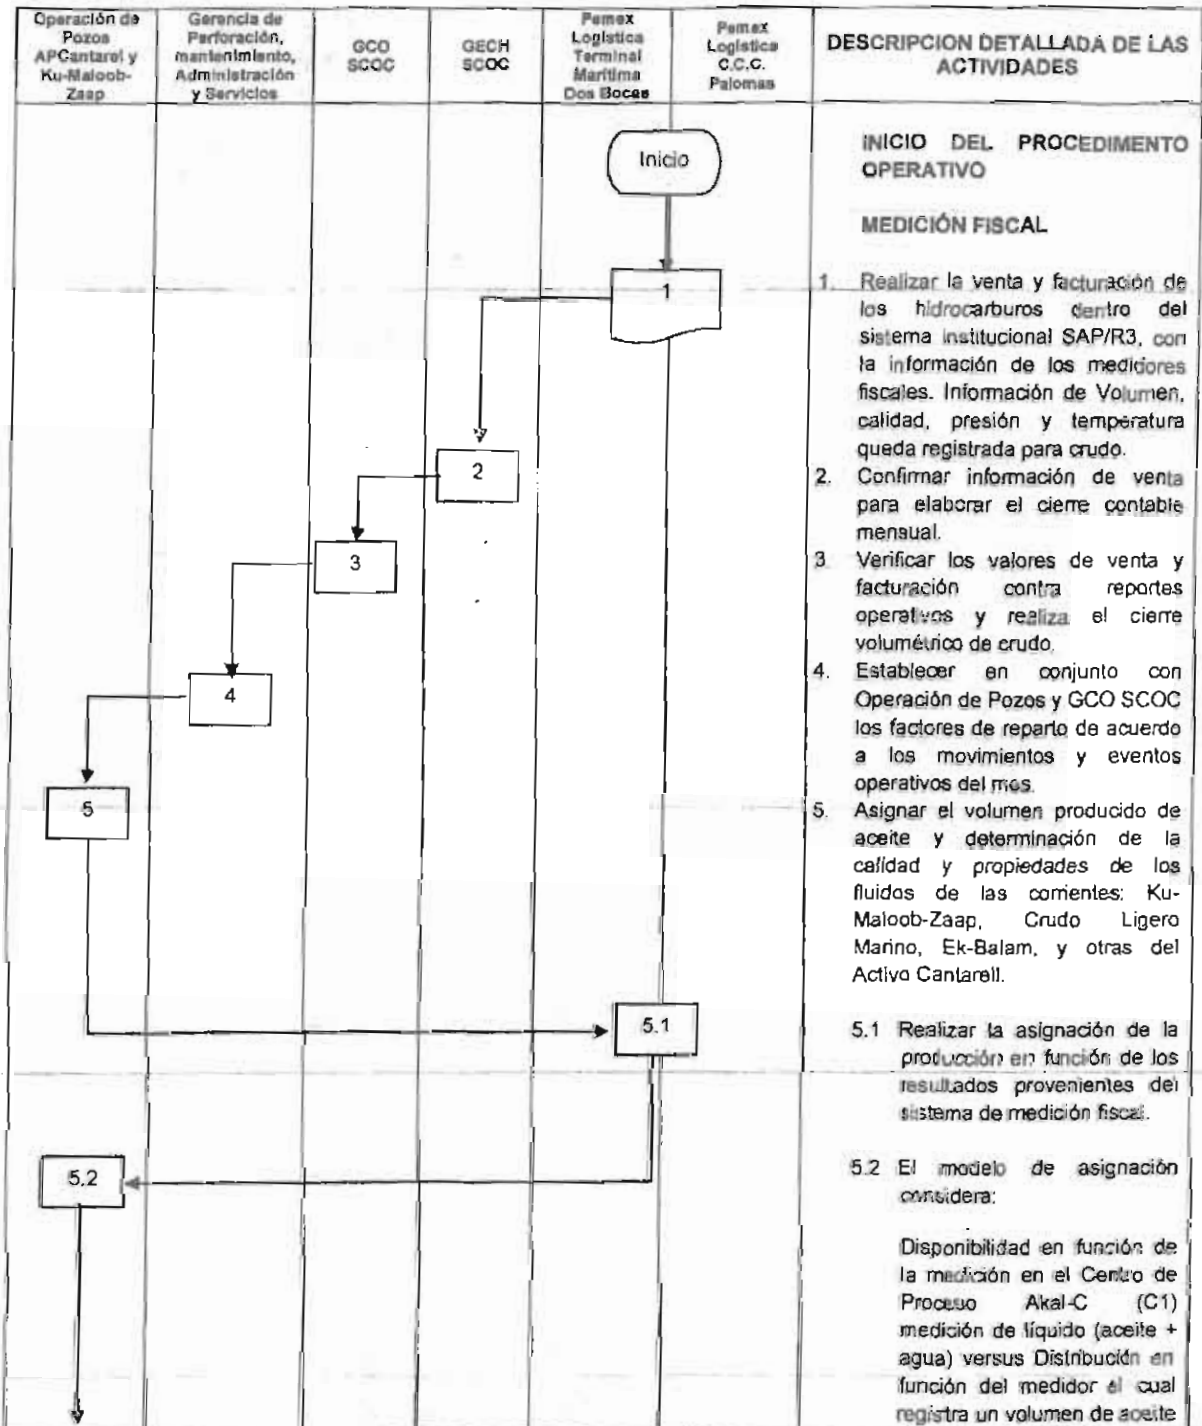 Operación de
Pozos
APCantarel y
Ku-Maloob-
Zaap
Gerencia de
Perforación,
mantenimiento,
Administración
y Servicios
GCO
SCOC
GECH
SCOC
Pemex
Logística
Terminal
Marítima
Dos Bocas
Pemex
Logística
C.C.C.
Palomas
DESCRIPCION DETALLADA DE LAS
ACTIVIDADES
Inicio
1
2
3
4
5
5.1
5.2
INICIO DEL PROCEDIMENTO
OPERATIVO
MEDICIÓN FISCAL
1. Realizar la venta y facturación de
los hidrocarburos dentro del
sistema institucional SAP/R3, con
la información de los medidores
fiscales. Información de Volumen,
calidad, presión y temperatura
queda registrada para crudo.
2. Confirmar información de venta
para elaborar el cierre contable
mensual.
3 Verificar los valores de venta y
facturación contra reportes
operativos y realiza el cierre
volumétrico de crudo.
4. Establecer en conjunto con
Operación de Pozos y GCO SCOC
los factores de reparto de acuerdo
a los movimientos y eventos
operativos del mes.
5. Asignar el volumen producido de
aceite y determinación de la
calidad y propiedades de los
fluidos de las corrientes: Ku-
Maloob-Zaap, Crudo Ligero
Marino, Ek-Balam, y otras del
Activo Cantarell.
5.1 Realizar la asignación de la
producción en función de los
resultados provenientes del
sistema de medición fiscal.
5.2 El modelo de asignación
considera:
Disponibilidad en función de
la medición en el Centro de
Proceso Akal-C (C1)
medición de líquido (aceite +
agua) versus Distribución en
función del medidor el cual
registra un volumen de aceite